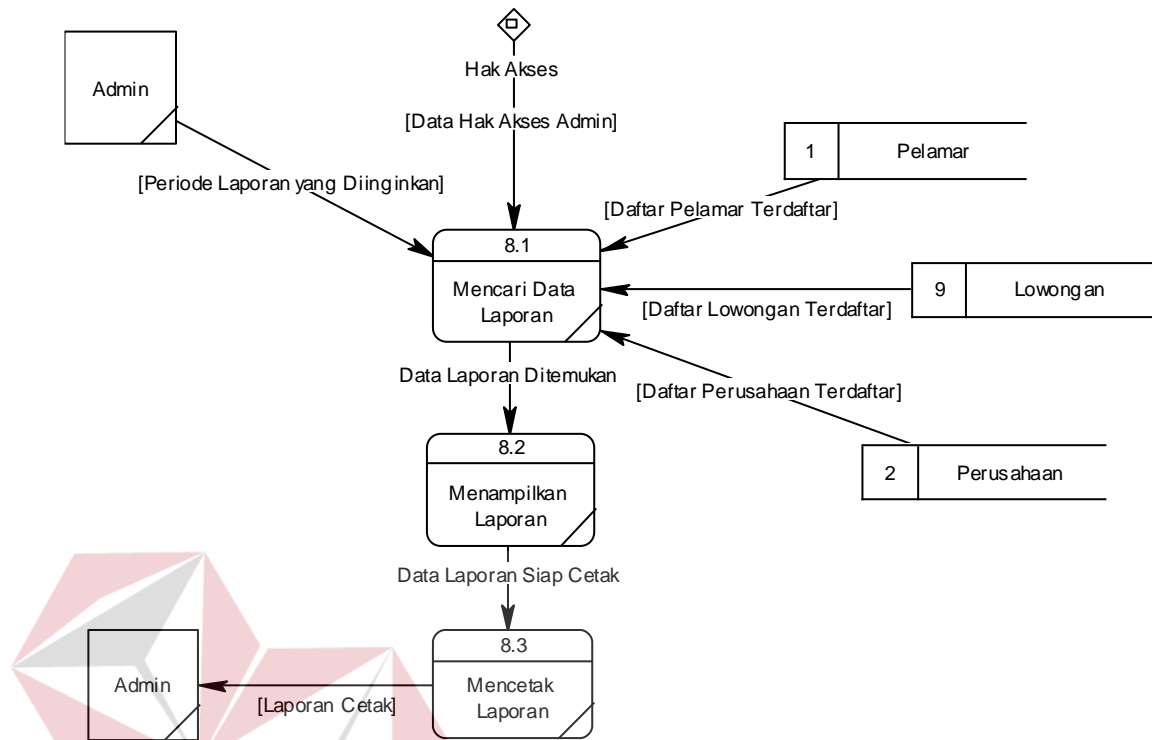 Hak Akses
Admin
[Data Hak Akses Admin]
1
Pelamar
[Periode Laporan yang Diinginkan]
[Daftar Pelamar Terdaftar]
8.1
Mencari Data
Laporan
9
Lowongan
[Daftar Lowongan Terdaftar]
Data Laporan Ditemukan
[Daftar Perusahaan Terdaftar]
8.2
Menampilkan
Laporan
2
Perusahaan
Data Laporan Siap Cetak
8.3
Mencetak
Laporan
Admin
[Laporan Cetak]